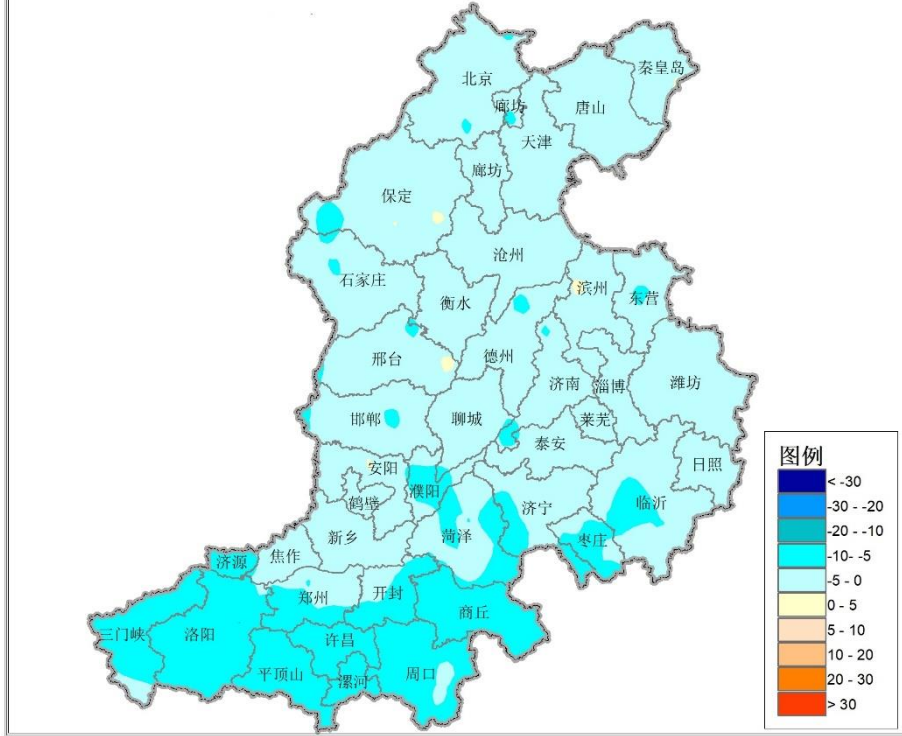 秦皇岛
北京
廊坊
唐山
天津
廊坊
保定
沧州
石家庄
滨州
衡水
东营
德州
邢台
济南
淄博
潍坊
邯郸
聊城
莱芜
泰安
安阳
日照
濮阳
鹤壁
临沂
济宁
新乡
菏泽
枣庄
焦作
济源
郑州
开封
商丘
三门峡
洛阳
许昌
平顶山
漯河
周口
图例
< -30
-30 - -20
-20 - -10
-10 - -5
-5 - 0
0 - 5
5 - 10
10 - 20
20 - 30
> 30